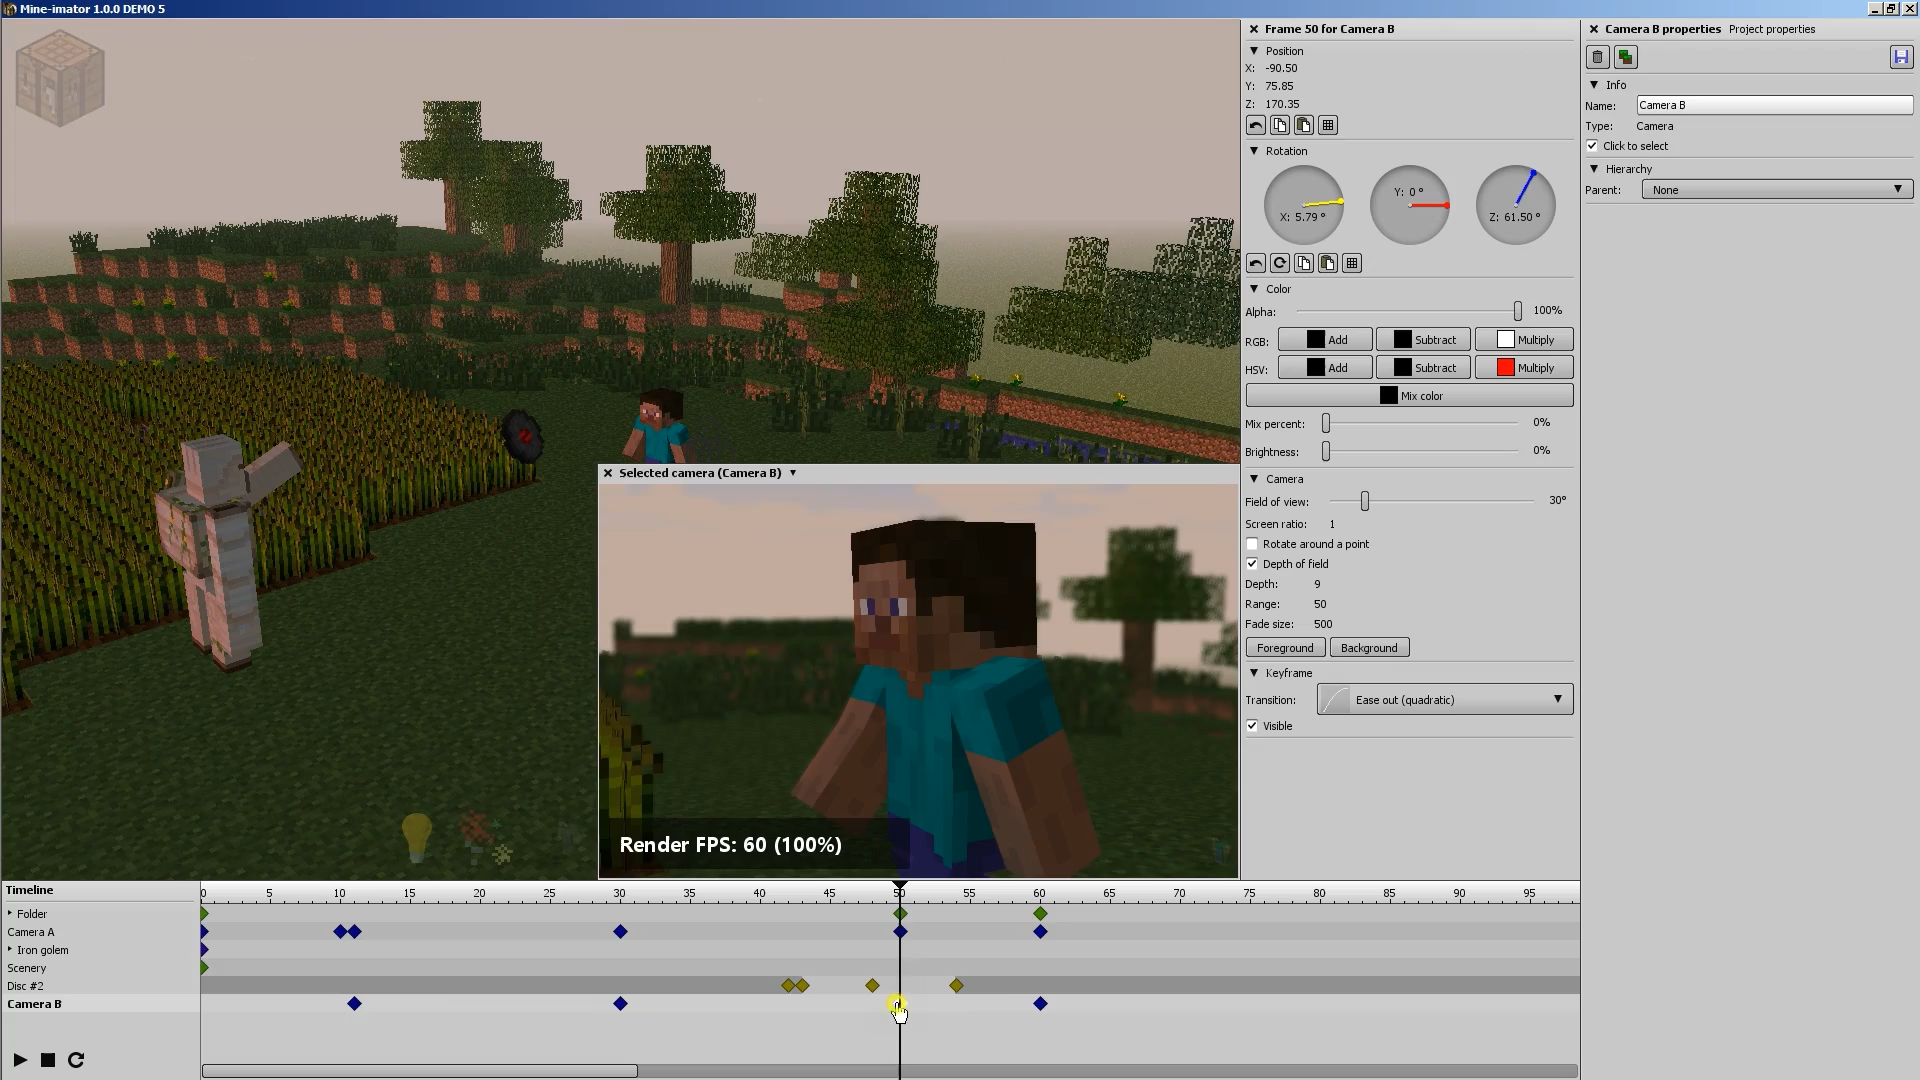 Mine-imator 1.0.0 DEMO 5
Frame 50 for Camera B
Position
X: -90.50
Y: 75.85
Z: 170.35
Rotation
X: 5.79 °
Y: 0 °
Z: 61.50 °
Color
Alpha: 100%
RGB: Add Subtract Multiply
HSV: Add Subtract Multiply
Mix color
Mix percent: 0%
Brightness: 0%
Camera
Field of view: 30°
Screen ratio: 1
Rotate around a point
Depth of field
Depth: 9
Range: 50
Fade size: 500
Foreground Background
Keyframe
Transition: Ease out (quadratic)
Visible
Camera B properties Project properties
Info
Name: Camera B
Type: Camera
Click to select
Hierarchy
Parent: None
Selected camera (Camera B)
Render FPS: 60 (100%)
Timeline
0 5 10 15 20 25 30 35 40 45 50 55 60 65 70 75 80 85 90 95
Folder
Camera A
Iron golem
Scenery
Disc #2
Camera B